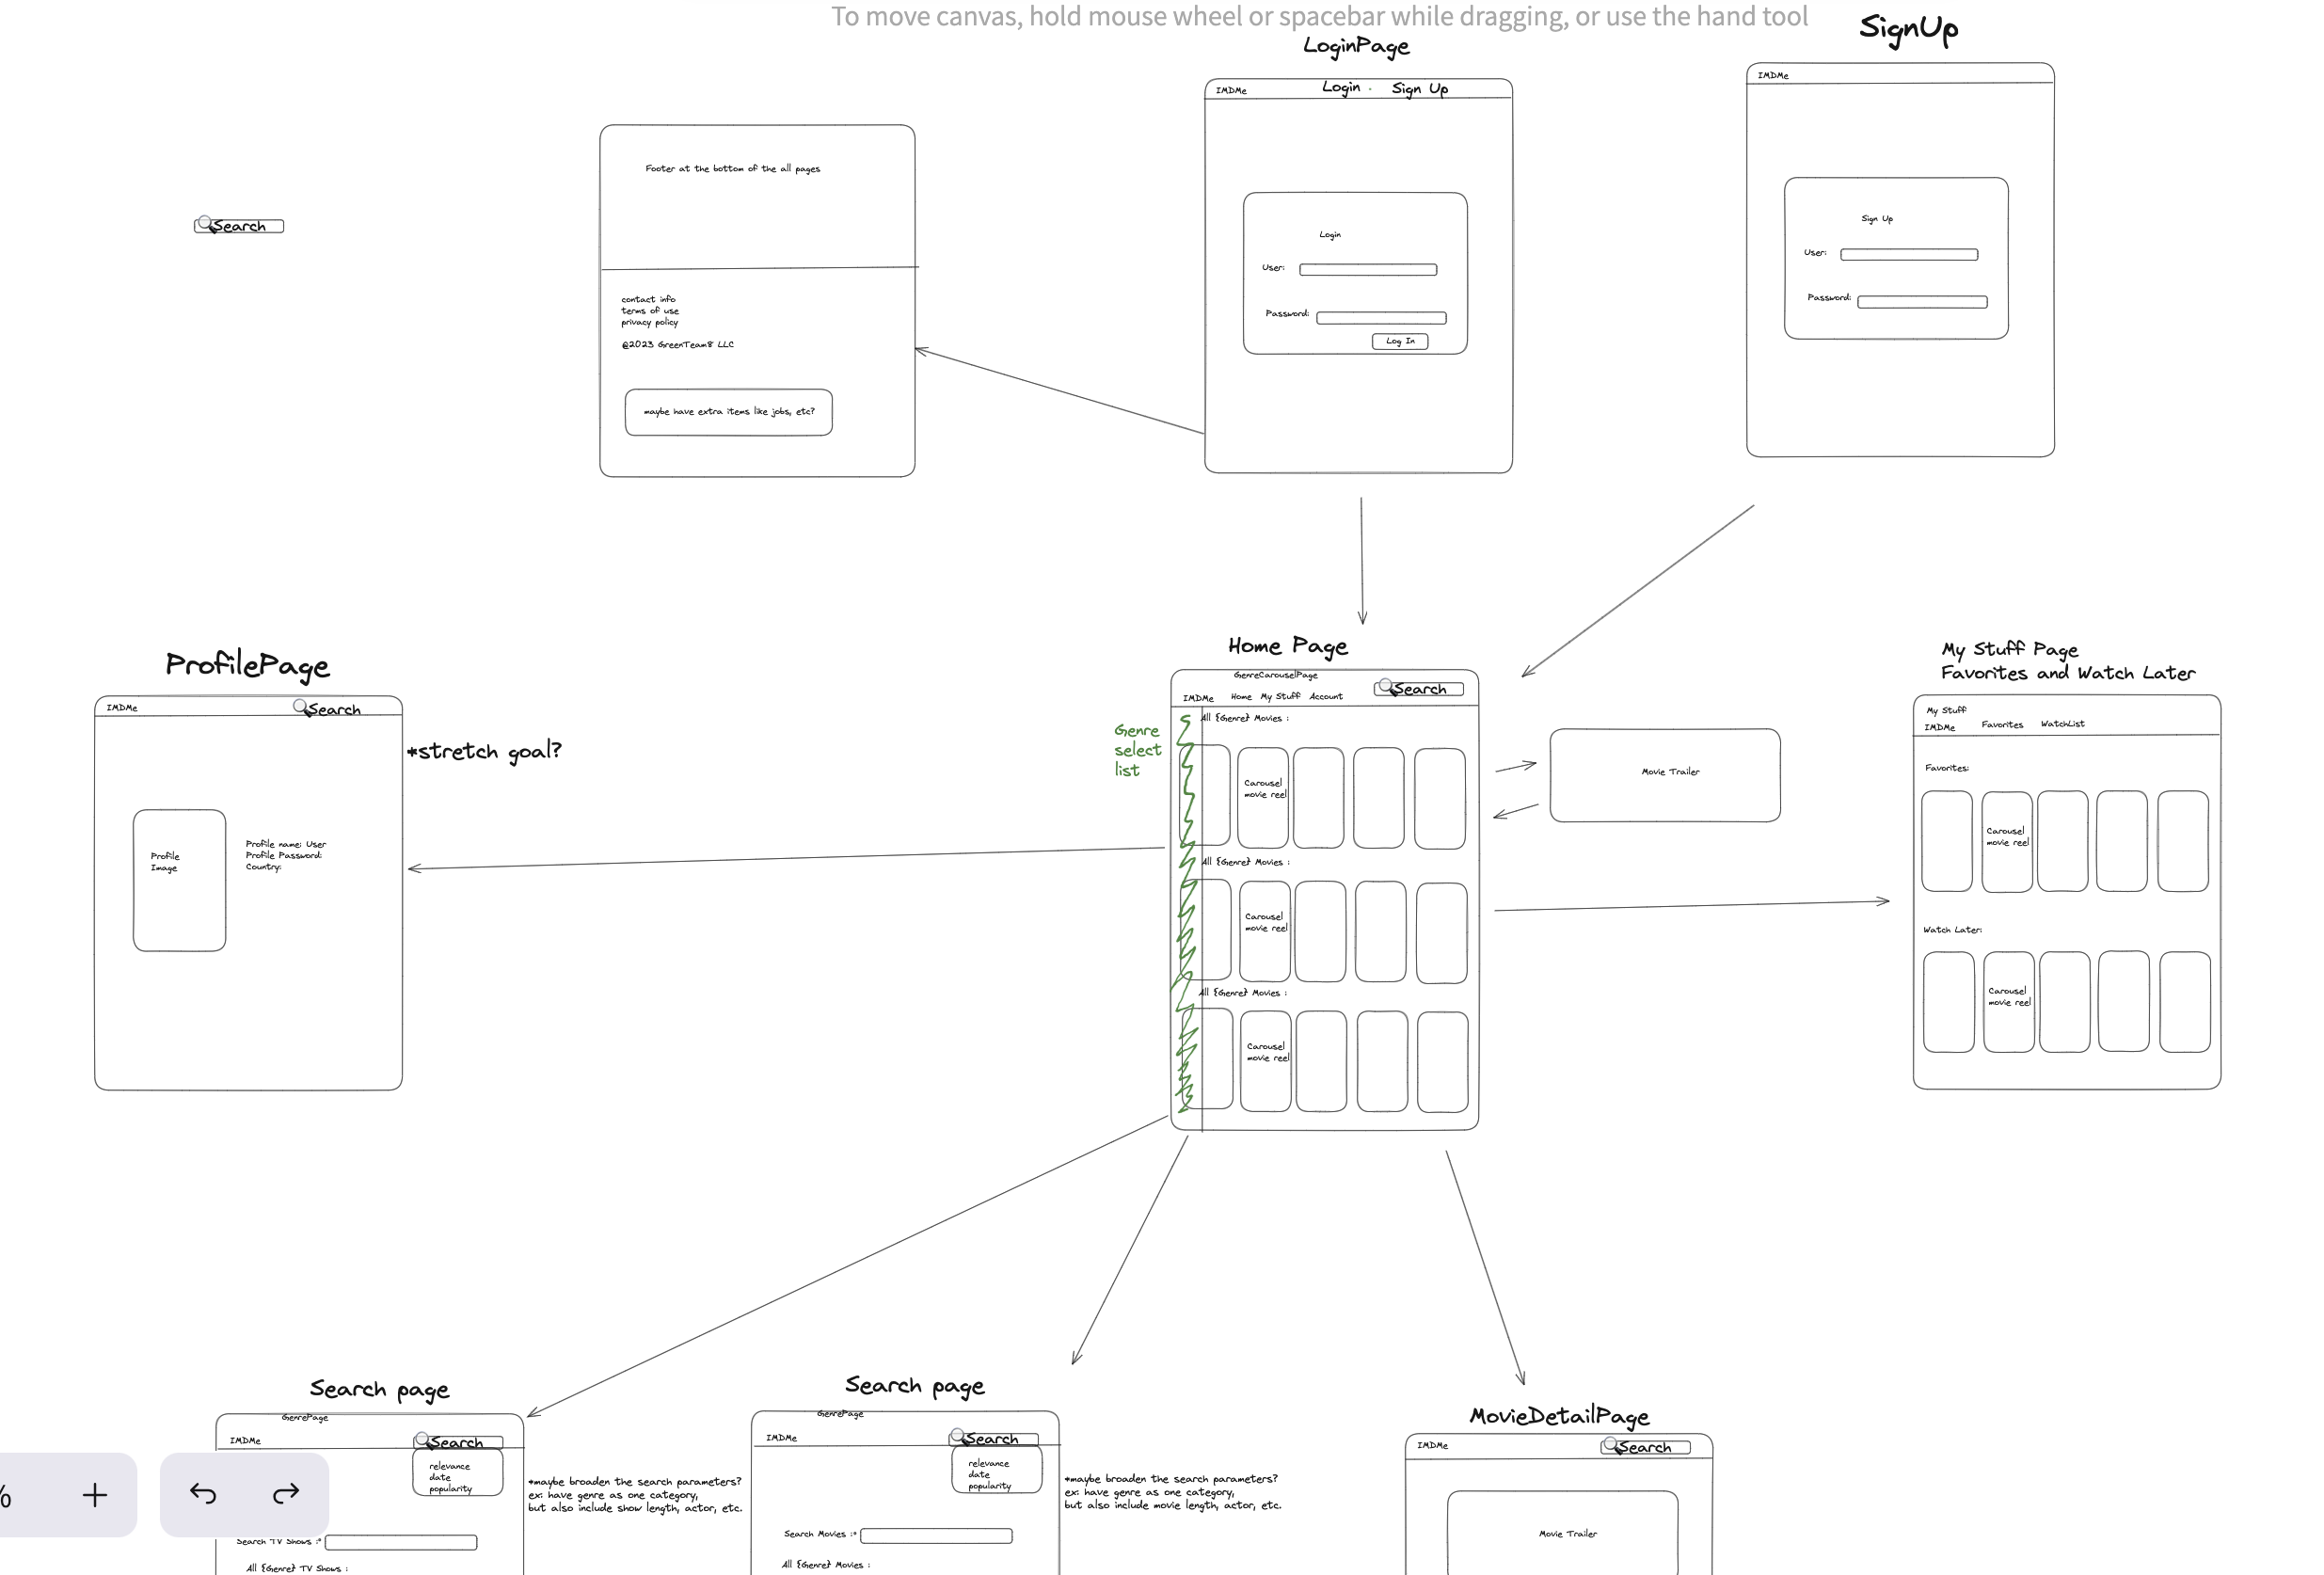 To move canvas, hold mouse wheel or spacebar while dragging, or use the hand tool
LoginPage
IMDMe
Login .
Sign Up
Login
User:
Password:
Log In
SignUp
IMDMe
Sign Up
User:
Password:
Footer at the bottom of the all pages
contact info
terms of use
privacy policy
@2023 GreenTeam8 LLC
maybe have extra items like jobs, etc?
Search
ProfilePage
IMDMe
Search
*stretch goal?
Profile
Image
Profile name: User
Profile Password:
Country:
Home Page
GenreCarouselPage
IMDMe
Home
My Stuff
Account
Search
Genre
select
list
All {Genre} Movies :
Carousel
movie reel
All {Genre} Movies :
Carousel
movie reel
All {Genre} Movies :
Carousel
movie reel
Movie Trailer
My Stuff Page
Favorites and Watch Later
My Stuff
IMDMe
Favorites
WatchList
Favorites:
Carousel
movie reel
Watch Later:
Carousel
movie reel
Search page
GenrePage
IMDMe
Search
relevance
date
popularity
*maybe broaden the search parameters?
ex: have genre as one category,
but also include show length, actor, etc.
Search TV Shows :*
All {Genre} TV Shows :
%
Search page
GenrePage
IMDMe
Search
relevance
date
popularity
*maybe broaden the search parameters?
ex: have genre as one category,
but also include movie length, actor, etc.
Search Movies :*
All {Genre} Movies :
MovieDetailPage
IMDMe
Search
Movie Trailer